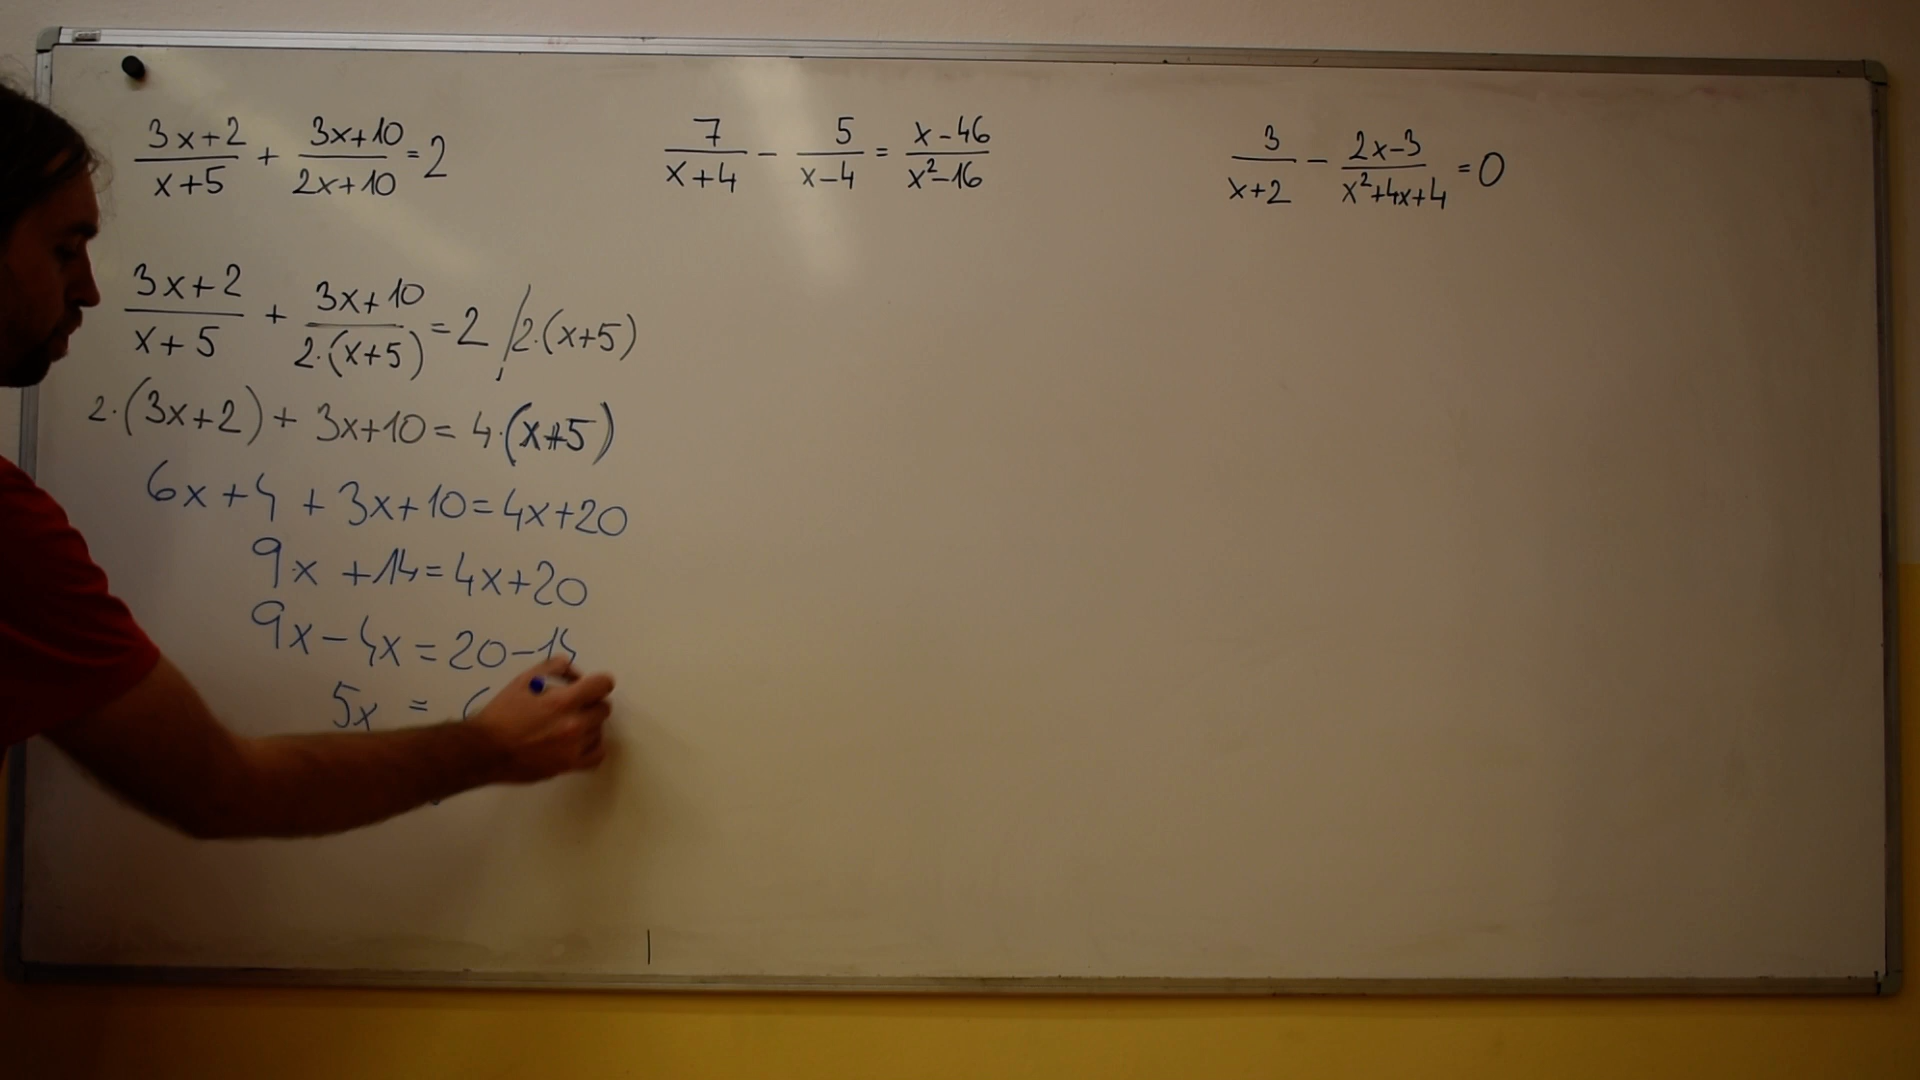 (3x+2)/(x+5) + (3x+10)/(2x+10) = 2
7/(x+4) - 5/(x-4) = (x-46)/(x²-16)
3/(x+2) - (2x-3)/(x²+4x+4) = 0
(3x+2)/(x+5) + (3x+10)/(2·(x+5)) = 2 /2·(x+5)
2·(3x+2) + 3x+10 = 4·(x+5)
6x+4 + 3x+10 = 4x+20
9x + 14 = 4x+20
9x - 4x = 20-14
5x =